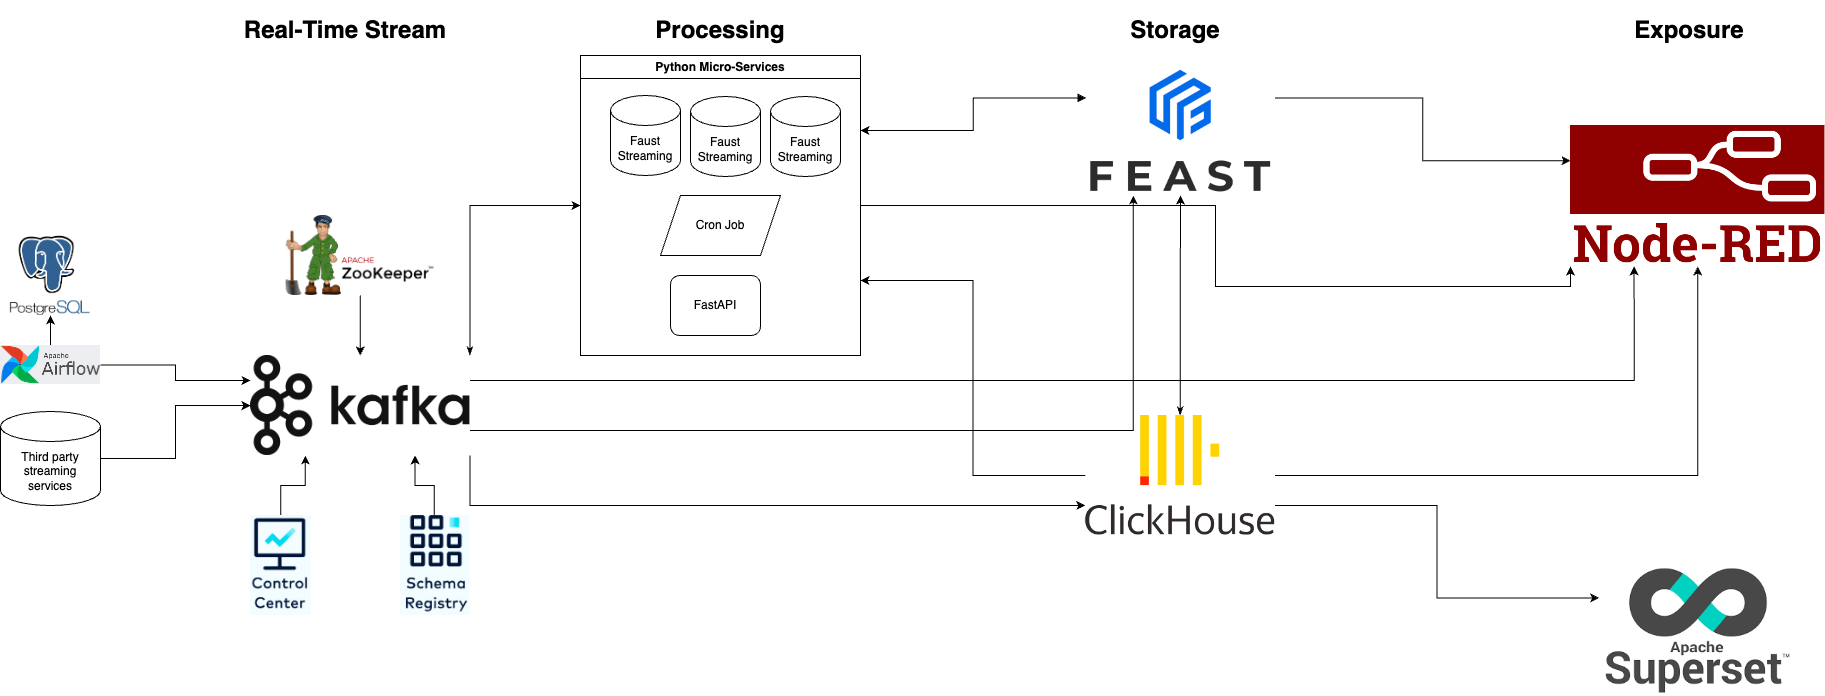 Real-Time Stream
Processing
Storage
Exposure
Python Micro-Services
Faust
Streaming
Faust
Streaming
Faust
Streaming
Cron Job
FastAPI
FEAST
Node-RED
PostgreSQL
APACHE
ZooKeeper™
Apache
Airflow
kafka
Third party
streaming
services
Control
Center
Schema
Registry
ClickHouse
Apache
Superset™